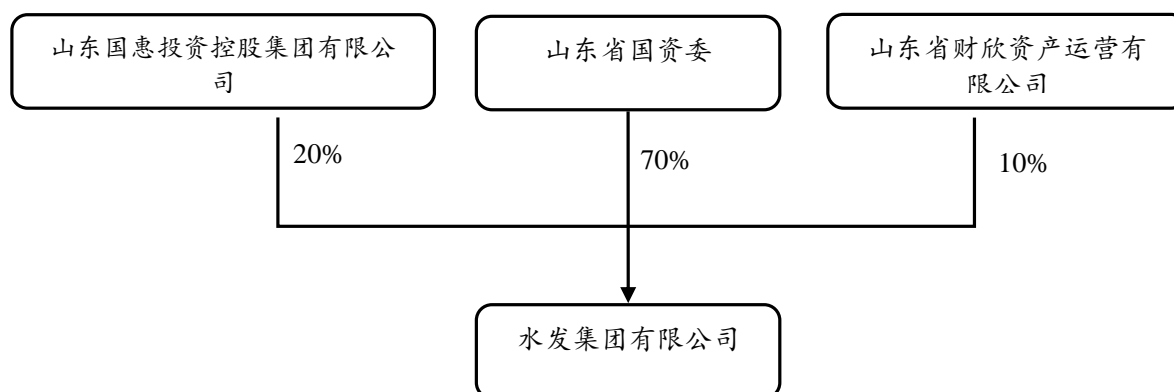 山东国惠投资控股集团有限公
司
山东省国资委
山东省财欣资产运营有
限公司
20%
70%
10%
水发集团有限公司